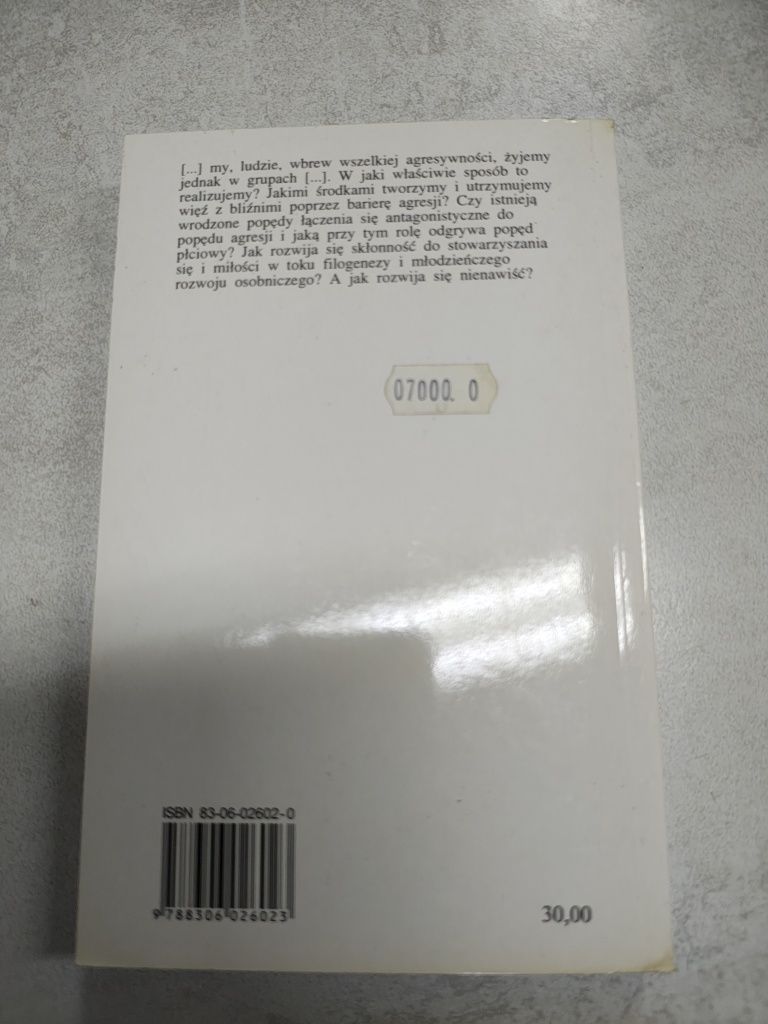 [...] my, ludzie, wbrew wszelkiej agresywności, żyjemy
jednak w grupach [...]. W jaki właściwie sposób to
realizujemy? Jakimi środkami tworzymy i utrzymujemy
więź z bliźnimi poprzez barierę agresji? Czy istnieją
wrodzone popędy łączenia się antagonistyczne do
popędu agresji i jaką przy tym rolę odgrywa popęd
płciowy? Jak rozwija się skłonność do stowarzyszania
się i miłości w toku filogenezy i młodzieńczego
rozwoju osobniczego? A jak rozwija się nienawiść?
07000. 0
ISBN 83-06-02602-0
9 788306 026023
30,00